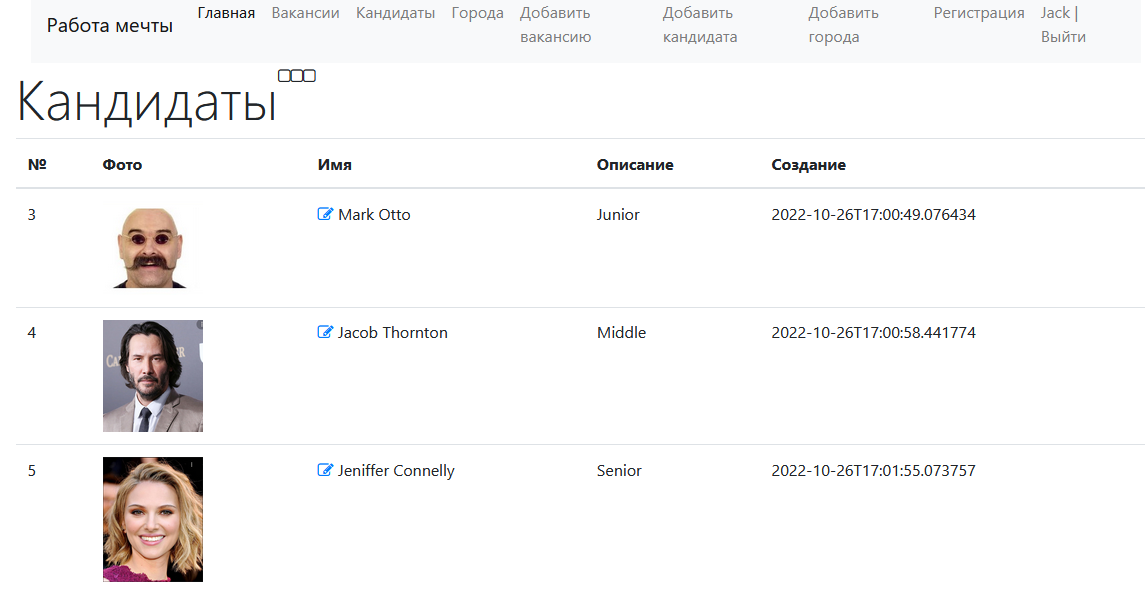 Работа мечты
Главная Вакансии Кандидаты Города Добавить вакансию Добавить кандидата Добавить города Регистрация Jack | Выйти
Кандидаты
№ Фото Имя Описание Создание
3 Mark Otto Junior 2022-10-26T17:00:49.076434
4 Jacob Thornton Middle 2022-10-26T17:00:58.441774
5 Jeniffer Connelly Senior 2022-10-26T17:01:55.073757